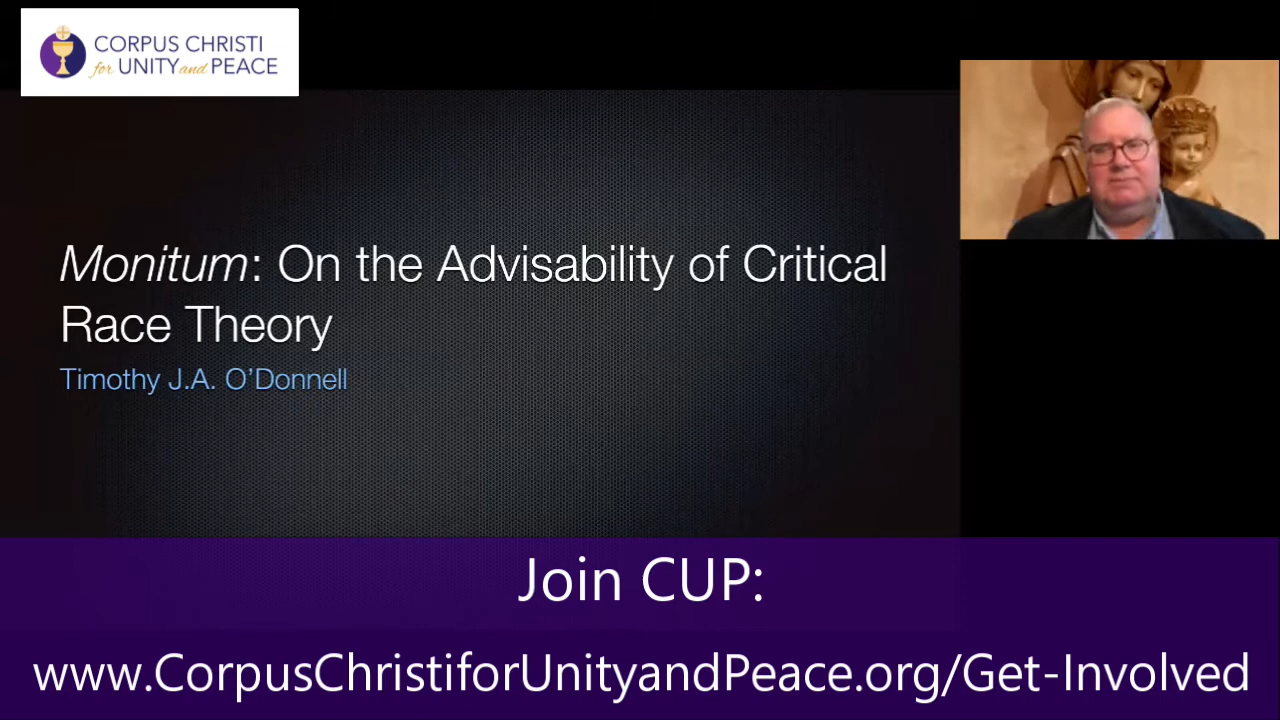 CORPUS CHRISTI
for UNITY and PEACE
Monitum: On the Advisability of Critical
Race Theory
Timothy J.A. O'Donnell
Join CUP:
www.CorpusChristiforUnityandPeace.org/Get-Involved